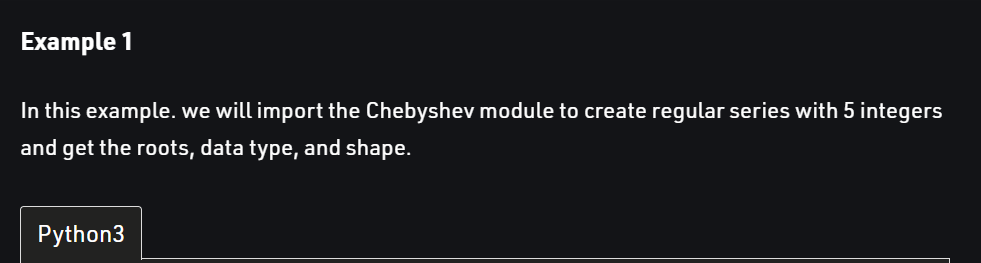 Example 1
In this example. we will import the Chebyshev module to create regular series with 5 integers
and get the roots, data type, and shape.
Python3